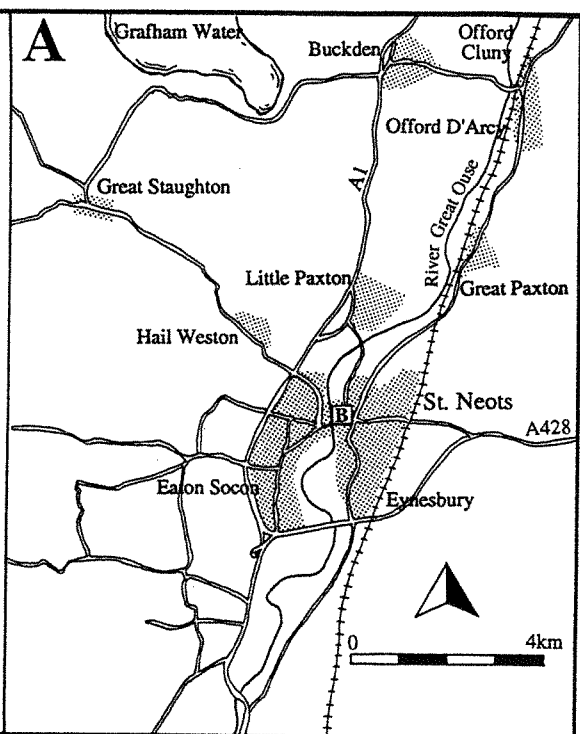 A
Grafham Water
Buckden
Offord
Cluny
Offord D'Arcy
A1
Great Staughton
River Great Ouse
Little Paxton
Great Paxton
Hail Weston
St. Neots
B
A428
Eaton Socon
Eynesbury
0
4km